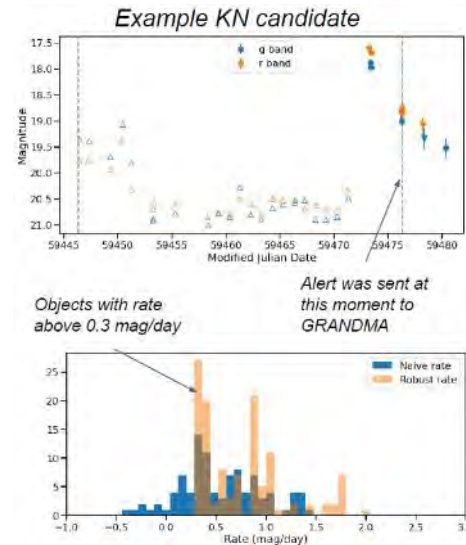 Example KN candidate
17.5
18.0
18.5
19.0
19.5
20.0
20.5
21.0
Magnitude
g band
r band
59445 59450 59455 59460 59465 59470 59475 59480
Modified Julian Date
Objects with rate
above 0.3 mag/day
Alert was sent at
this moment to
GRANDMA
25
20
15
10
5
0
Naive rate
Robust rate
−1.0 −0.5 0.0 0.5 1.0 1.5 2.0 2.5 3.
Rate (mag/day)